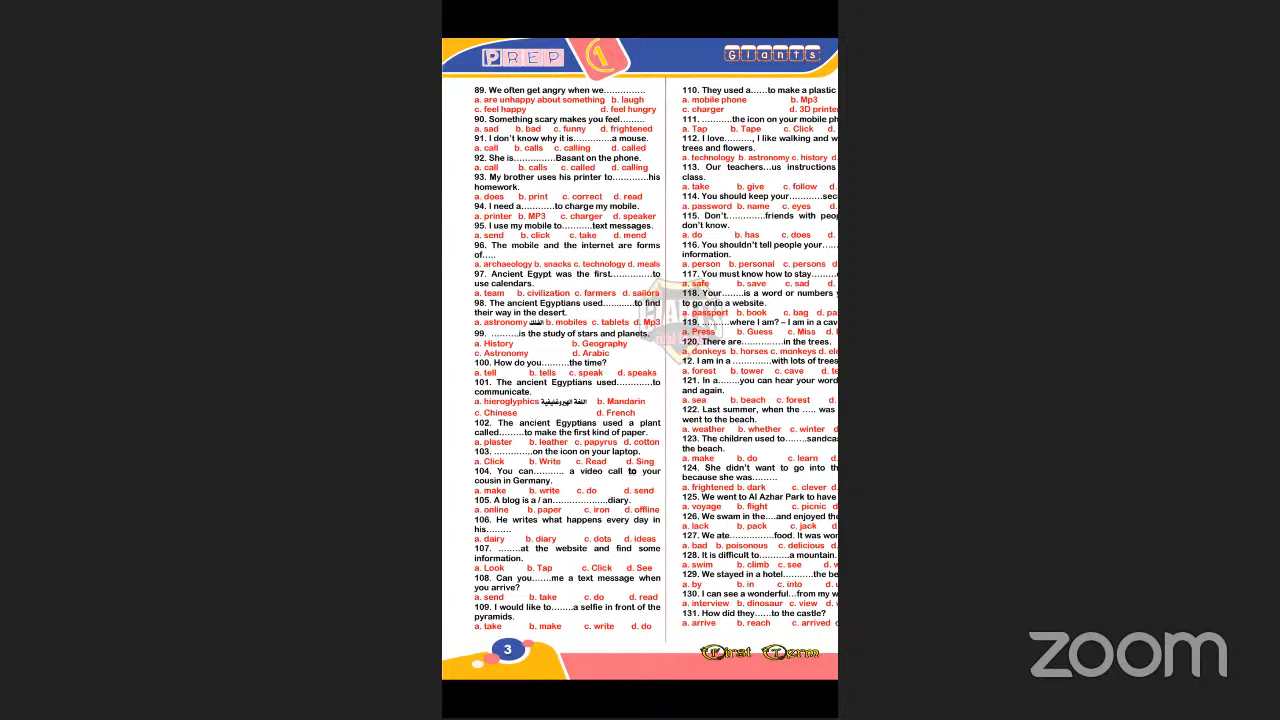 PREP 1
Giants
89. We often get angry when we……………
a. are unhappy about something b. laugh
c. feel happy d. feel hungry
90. Something scary makes you feel………
a. sad b. bad c. funny d. frightened
91. I don't know why it is…………..a mouse.
a. call b. calls c. calling d. called
92. She is……………Basant on the phone.
a. call b. calls c. called d. calling
93. My brother uses his printer to………….his
homework.
a. does b. print c. correct d. read
94. I need a…………to charge my mobile.
a. printer b. MP3 c. charger d. speaker
95. I use my mobile to………..text messages.
a. send b. click c. take d. mend
96. The mobile and the internet are forms
of…..
a. archaeology b. snacks c. technology d. meals
97. Ancient Egypt was the first……………to
use calendars.
a. team b. civilization c. farmers d. sailors
98. The ancient Egyptians used…………to find
their way in the desert.
a. astronomy الفلك b. mobiles c. tablets d. Mp3
99. ……….is the study of stars and planets.
a. History b. Geography
c. Astronomy d. Arabic
100. How do you……….the time?
a. tell b. tells c. speak d. speaks
101. The ancient Egyptians used………….to
communicate.
a. hieroglyphics اللغة الهيروغليفية b. Mandarin
c. Chinese d. French
102. The ancient Egyptians used a plant
called………to make the first kind of paper.
a. plaster b. leather c. papyrus d. cotton
103. …………..on the icon on your laptop.
a. Click b. Write c. Read d. Sing
104. You can……….. a video call to your
cousin in Germany.
a. make b. write c. do d. send
105. A blog is a / an…………………diary.
a. online b. paper c. iron d. offline
106. He writes what happens every day in
his………
a. dairy b. diary c. dots d. ideas
107. ……..at the website and find some
information.
a. Look b. Tap c. Click d. See
108. Can you…….me a text message when
you arrive?
a. send b. take c. do d. read
109. I would like to……..a selfie in front of the
pyramids.
a. take b. make c. write d. do
110. They used a……to make a plastic
a. mobile phone b. Mp3
c. charger d. 3D printer
111. ……….the icon on your mobile ph
a. Tap b. Tape c. Click d.
112. I love………., I like walking and w
trees and flowers.
a. technology b. astronomy c. history d.
113. Our teachers…us instructions
class.
a. take b. give c. follow d.
114. You should keep your……….sec
a. password b. name c. eyes d.
115. Don't………….friends with peop
don't know.
a. do b. has c. does d.
116. You shouldn't tell people your……
information.
a. person b. personal c. persons d.
117. You must know how to stay……..
a. safe b. save c. sad d.
118. Your……..is a word or numbers y
to go onto a website.
a. passport b. book c. bag d. pa
119. ……….where I am? – I am in a cav
a. Press b. Guess c. Miss d.
120. There are……………in the trees.
a. donkeys b. horses c. monkeys d. ele
12. I am in a …………..with lots of trees
a. forest b. tower c. cave d. te
121. In a……..you can hear your word
and again.
a. sea b. beach c. forest d.
122. Last summer, when the ….. was
went to the beach.
a. weather b. whether c. winter d
123. The children used to……..sandcas
the beach.
a. make b. do c. learn d.
124. She didn't want to go into th
because she was………
a. frightened b. dark c. clever d.
125. We went to Al Azhar Park to have
a. voyage b. flight c. picnic d
126. We swam in the….and enjoyed the
a. lack b. pack c. jack d.
127. We ate…………….food. It was won
a. bad b. poisonous c. delicious d.
128. It is difficult to………..a mountain.
a. swim b. climb c. see d. w
129. We stayed in a hotel……….the be
a. by b. in c. into d.
130. I can see a wonderful…from my w
a. interview b. dinosaur c. view d.
131. How did they……to the castle?
a. arrive b. reach c. arrived
3
First Term
zoom